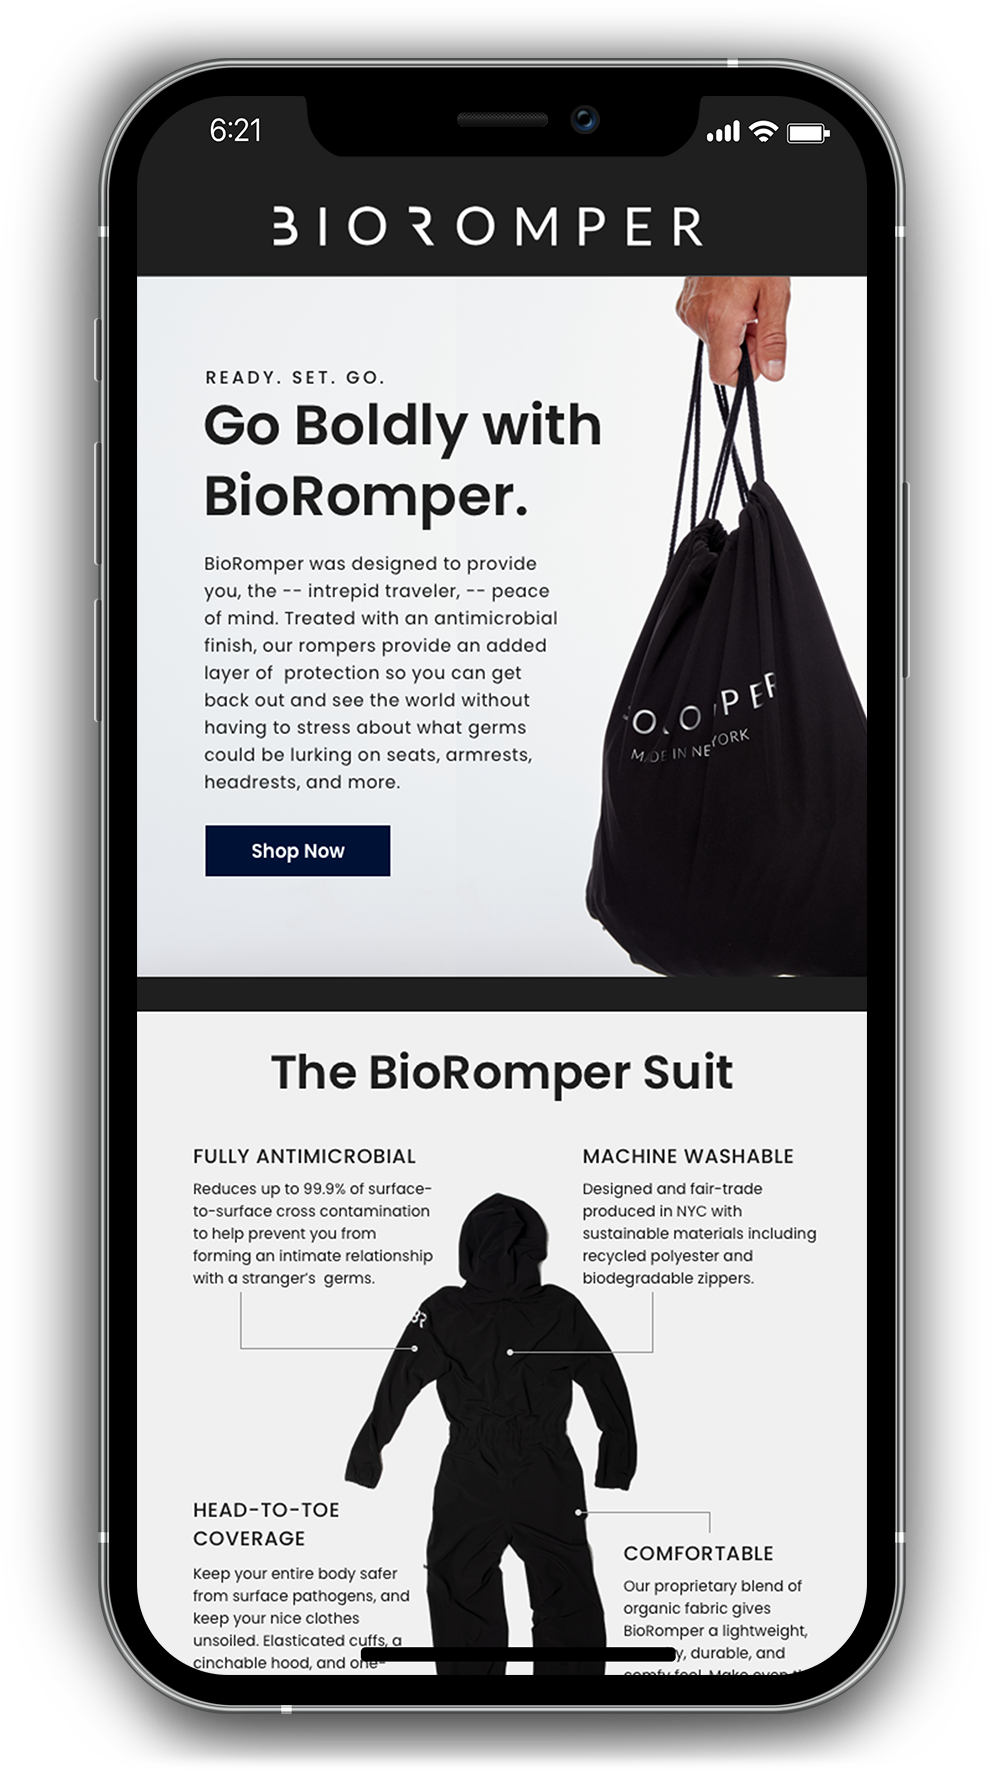 6:21
BIOROMPER
READY. SET. GO.
Go Boldly with
BioRomper.
BioRomper was designed to provide
you, the -- intrepid traveler, -- peace
of mind. Treated with an antimicrobial
finish, our rompers provide an added
layer of  protection so you can get
back out and see the world without
having to stress about what germs
could be lurking on seats, armrests,
headrests, and more.
Shop Now
MADE IN NEW YORK
The BioRomper Suit
FULLY ANTIMICROBIAL
Reduces up to 99.9% of surface-
to-surface cross contamination
to help prevent you from
forming an intimate relationship
with a stranger's  germs.
MACHINE WASHABLE
Designed and fair-trade
produced in NYC with
sustainable materials including
recycled polyester and
biodegradable zippers.
BR
HEAD-TO-TOE
COVERAGE
Keep your entire body safer
from surface pathogens, and
keep your nice clothes
unsoiled. Elasticated cuffs, a
cinchable hood, and one-
COMFORTABLE
Our proprietary blend of
organic fabric gives
BioRomper a lightweight,
durable, and
comfy feel. Make even